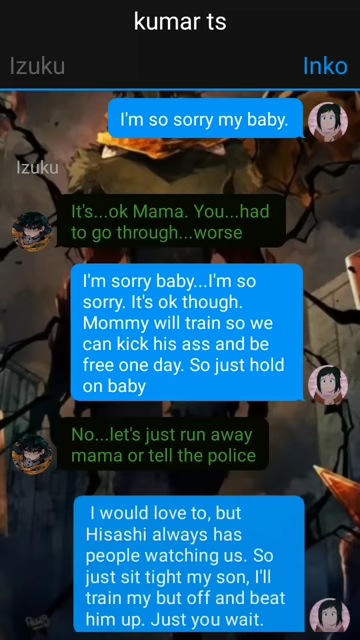 kumar ts
Izuku
Inko
I'm so sorry my baby.
Izuku
It's...ok Mama. You...had
to go through...worse
I'm sorry baby...I'm so
sorry. It's ok though.
Mommy will train so we
can kick his ass and be
free one day. So just hold
on baby
No...let's just run away
mama or tell the police
I would love to, but
Hisashi always has
people watching us. So
just sit tight my son, I'll
train my but off and beat
him up. Just you wait.